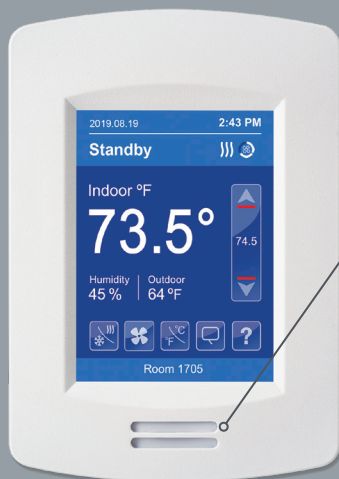 2019.08.19 2:43 PM
Standby
Indoor °F
73.5°
74.5
Humidity Outdoor
45 % 64 °F
°C
°F
?
Room 1705